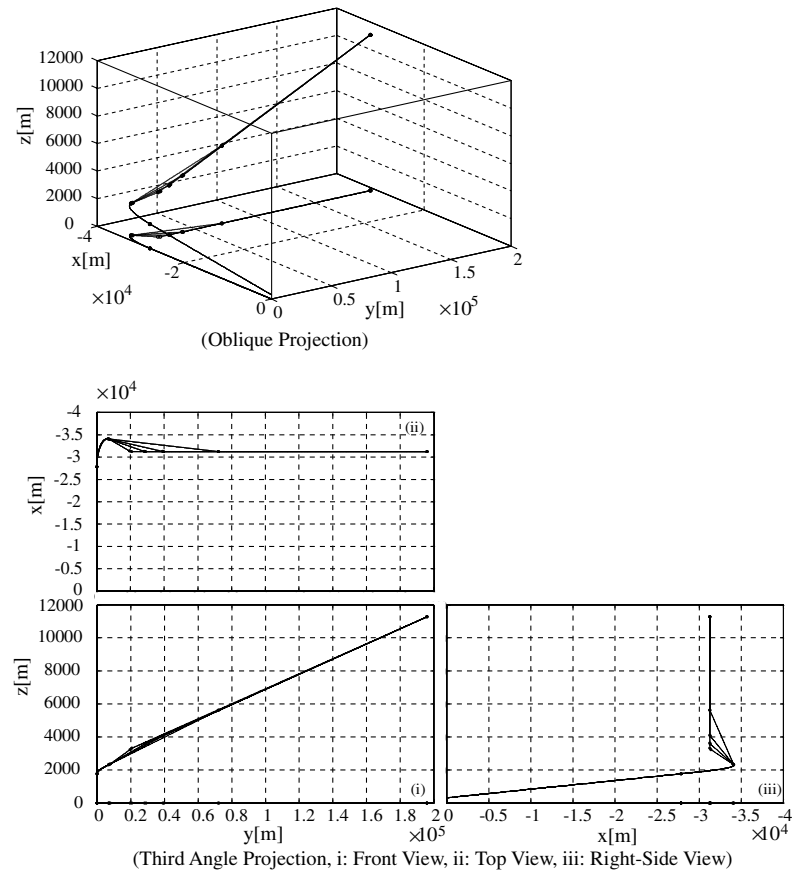 12000
10000
8000
6000
4000
2000
0
z[m]
-4
x[m]
-2
×10⁴
0 0
0.5
y[m]
1
×10⁵
1.5
2
(Oblique Projection)
×10⁴
-4
-3.5
-3
-2.5
-2
-1.5
-1
-0.5
0
x[m]
(ii)
12000
10000
8000
6000
4000
2000
0
z[m]
(i)
(iii)
0 0.2 0.4 0.6 0.8 1.0 1.2 1.4 1.6 1.8 2
y[m]
×10⁵
0 -0.5 -1 -1.5 -2 -2.5 -3 -3.5 -4
x[m]
×10⁴
(Third Angle Projection, i: Front View, ii: Top View, iii: Right-Side View)